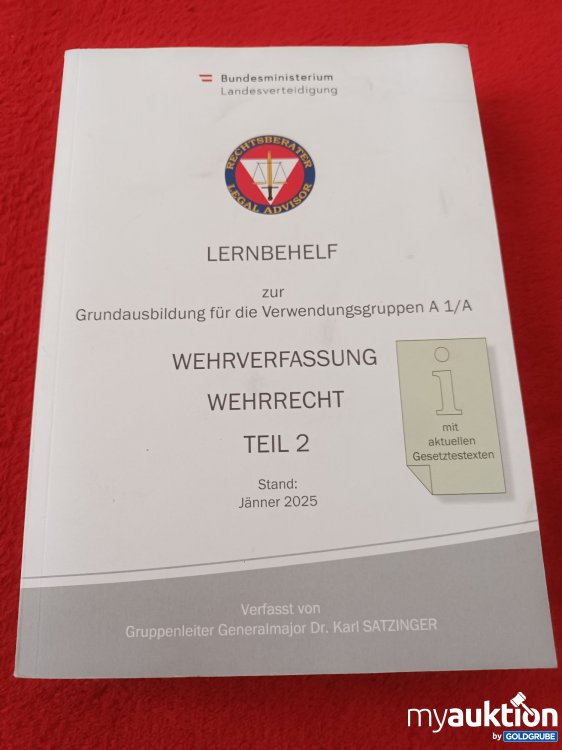 Bundesministerium
Landesverteidigung
RECHTSBERATER
LEGAL ADVISOR
LERNBEHELF
zur
Grundausbildung für die Verwendungsgruppen A 1/A
WEHRVERFASSUNG
WEHRRECHT
TEIL 2
i
mit
aktuellen
Gesetztestexten
Stand:
Jänner 2025
Verfasst von
Gruppenleiter Generalmajor Dr. Karl SATZINGER
myauktion
by GOLDGRUBE